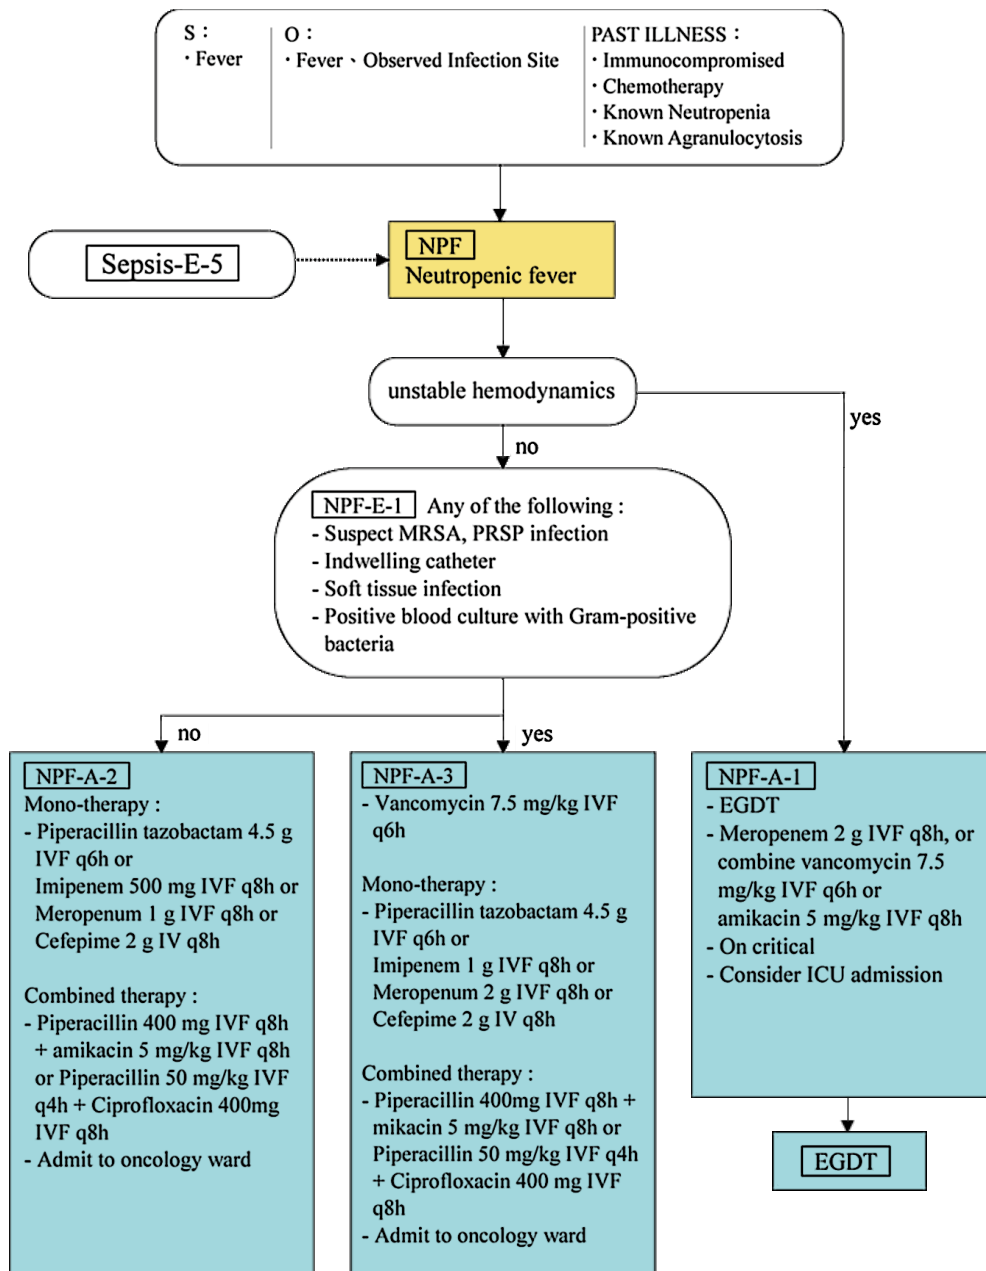 S：
· Fever
O：
· Fever、Observed Infection Site
PAST ILLNESS：
· Immunocompromised
· Chemotherapy
· Known Neutropenia
· Known Agranulocytosis
Sepsis-E-5
NPF
Neutropenic fever
unstable hemodynamics
yes
no
NPF-E-1 Any of the following :
- Suspect MRSA, PRSP infection
- Indwelling catheter
- Soft tissue infection
- Positive blood culture with Gram-positive
bacteria
no
yes
NPF-A-2
Mono-therapy :
- Piperacillin tazobactam 4.5 g
IVF q6h or
Imipenem 500 mg IVF q8h or
Meropenum 1 g IVF q8h or
Cefepime 2 g IV q8h
Combined therapy :
- Piperacillin 400 mg IVF q8h
+ amikacin 5 mg/kg IVF q8h
or Piperacillin 50 mg/kg IVF
q4h + Ciprofloxacin 400mg
IVF q8h
- Admit to oncology ward
NPF-A-3
- Vancomycin 7.5 mg/kg IVF
q6h
Mono-therapy :
- Piperacillin tazobactam 4.5 g
IVF q6h or
Imipenem 1 g IVF q8h or
Meropenum 2 g IVF q8h or
Cefepime 2 g IV q8h
Combined therapy :
- Piperacillin 400mg IVF q8h +
mikacin 5 mg/kg IVF q8h or
Piperacillin 50 mg/kg IVF q4h
+ Ciprofloxacin 400 mg IVF
q8h
- Admit to oncology ward
NPF-A-1
- EGDT
- Meropenem 2 g IVF q8h, or
combine vancomycin 7.5
mg/kg IVF q6h or
amikacin 5 mg/kg IVF q8h
- On critical
- Consider ICU admission
EGDT